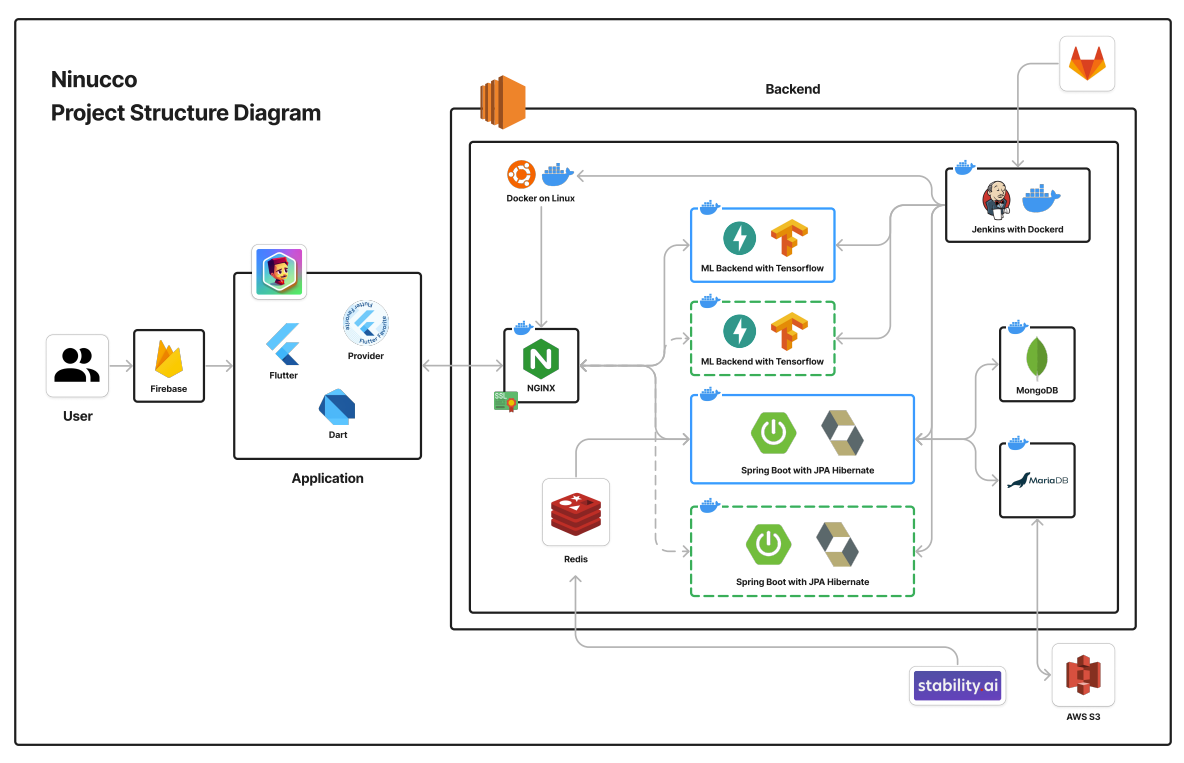 Ninucco
Project Structure Diagram
Backend
Docker on Linux
Jenkins with Dockerd
ML Backend with Tensorflow
ML Backend with Tensorflow
Flutter Favorite
Flutter Favorite
Provider
Flutter
Dart
Application
Firebase
User
NGINX
SSL
MongoDB
MariaDB
Spring Boot with JPA Hibernate
Redis
Spring Boot with JPA Hibernate
stability ai
AWS S3